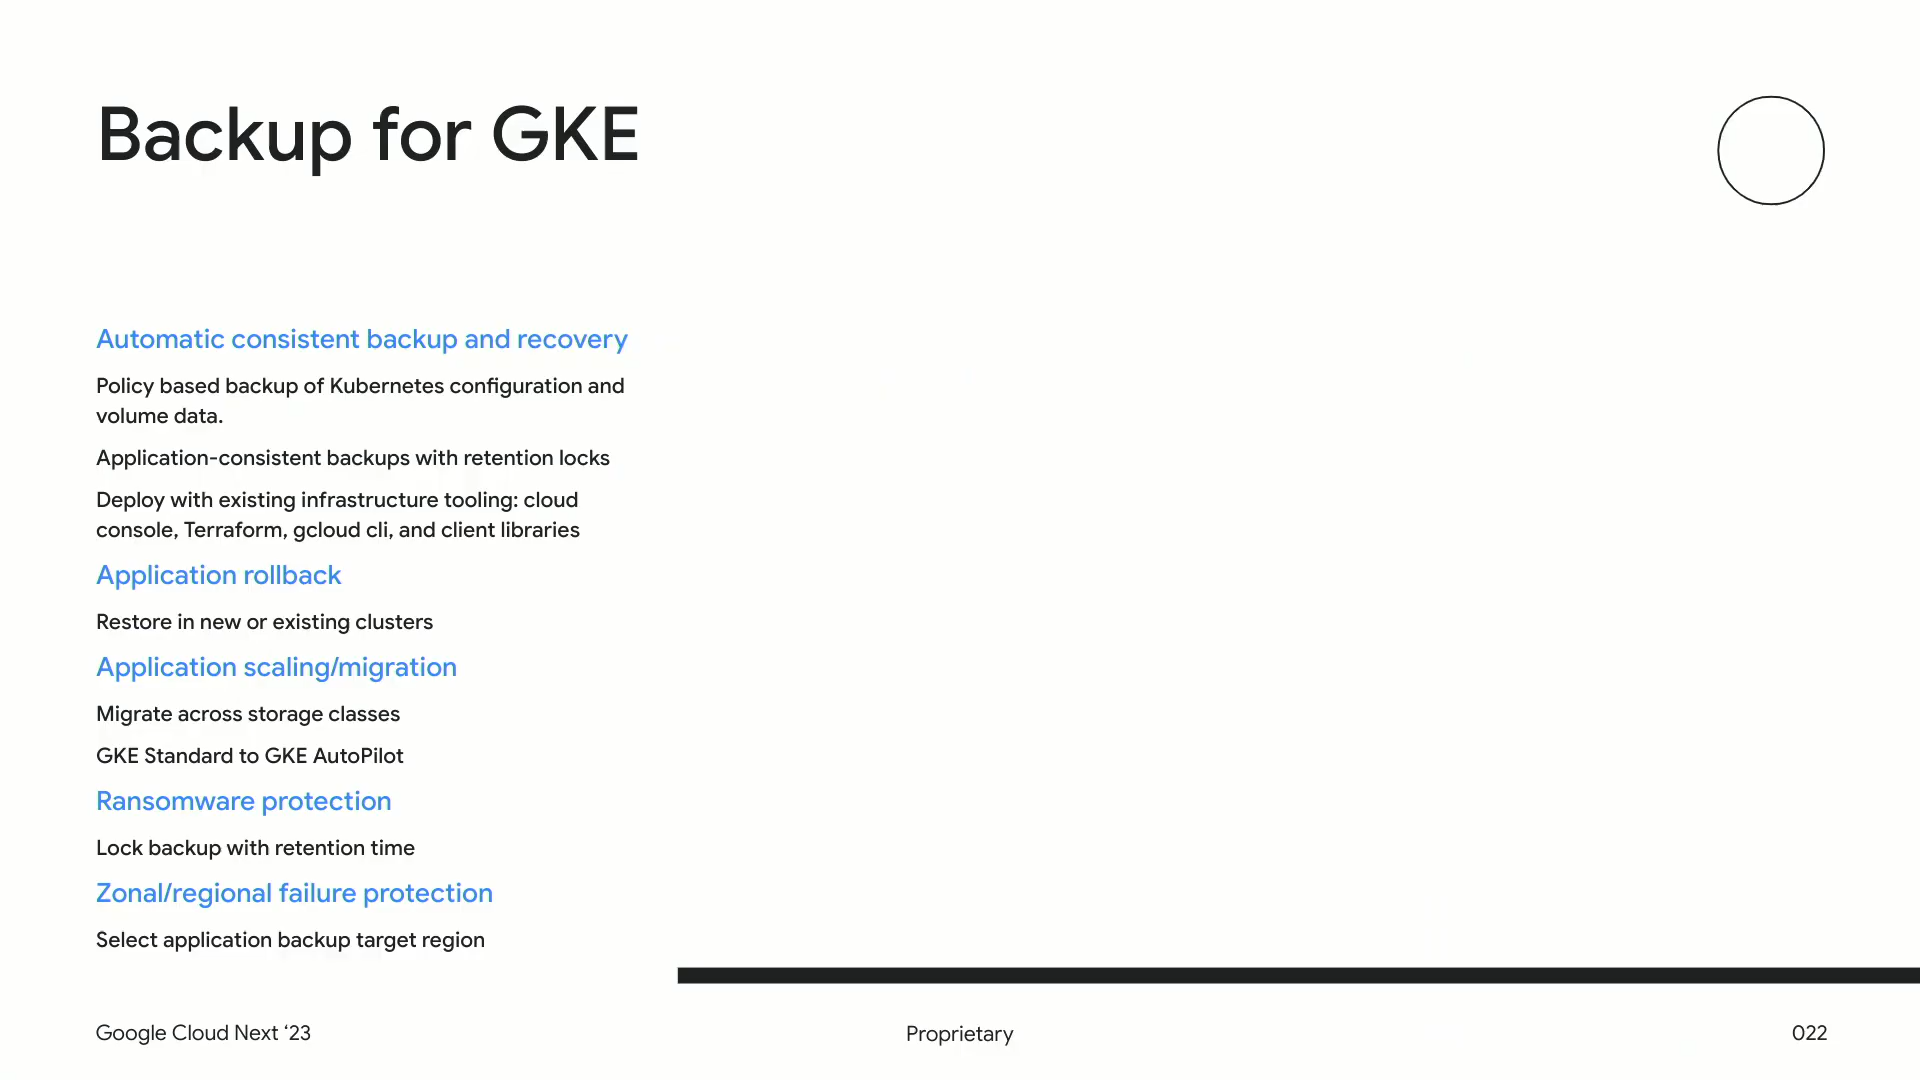 Backup for GKE
Automatic consistent backup and recovery
Policy based backup of Kubernetes configuration and
volume data.
Application-consistent backups with retention locks
Deploy with existing infrastructure tooling: cloud
console, Terraform, gcloud cli, and client libraries
Application rollback
Restore in new or existing clusters
Application scaling/migration
Migrate across storage classes
GKE Standard to GKE AutoPilot
Ransomware protection
Lock backup with retention time
Zonal/regional failure protection
Select application backup target region
Google Cloud Next ‘23
Proprietary
022